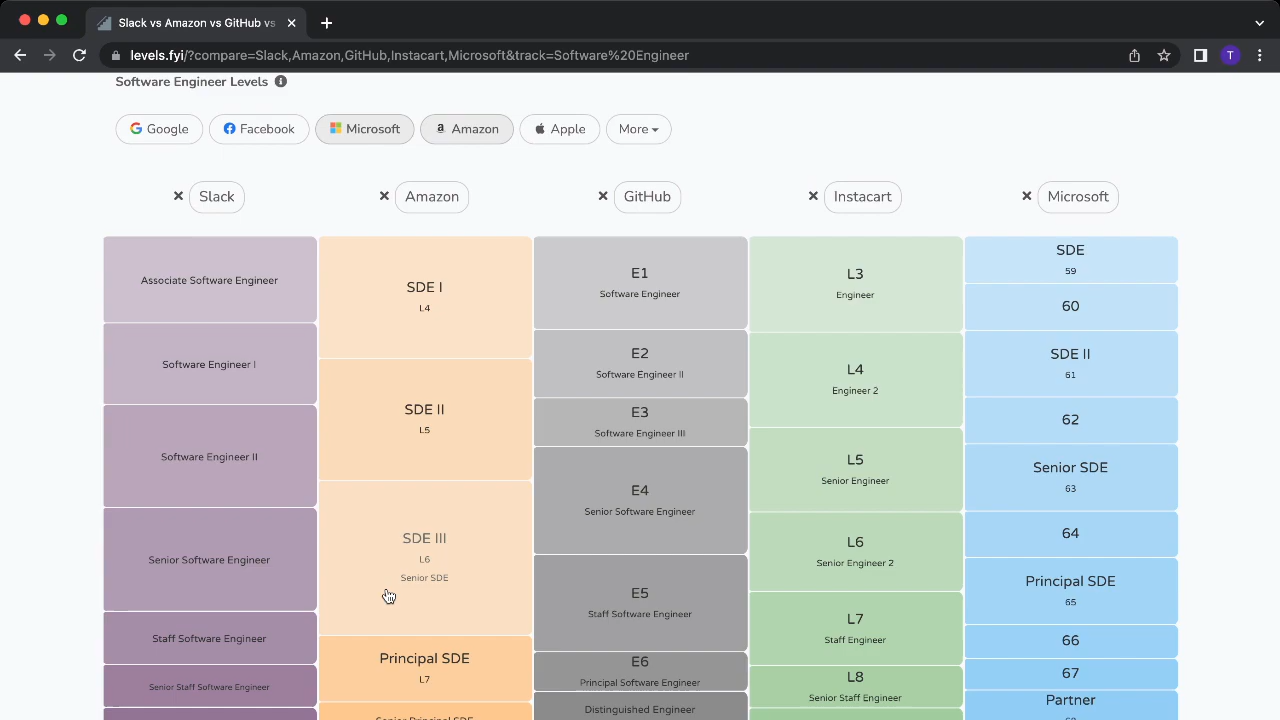 Slack vs Amazon vs GitHub vs
levels.fyi/?compare=Slack,Amazon,GitHub,Instacart,Microsoft&track=Software%20Engineer
T
Software Engineer Levels
Google
Facebook
Microsoft
Amazon
Apple
More
Slack
Amazon
GitHub
Instacart
Microsoft
Associate Software Engineer
Software Engineer I
Software Engineer II
Senior Software Engineer
Staff Software Engineer
Senior Staff Software Engineer
SDE I
L4
SDE II
L5
SDE III
L6
Senior SDE
Principal SDE
L7
Senior Principal SDE
E1
Software Engineer
E2
Software Engineer II
E3
Software Engineer III
E4
Senior Software Engineer
E5
Staff Software Engineer
E6
Principal Software Engineer
Distinguished Engineer
L3
Engineer
L4
Engineer 2
L5
Senior Engineer
L6
Senior Engineer 2
L7
Staff Engineer
L8
Senior Staff Engineer
SDE
59
60
SDE II
61
62
Senior SDE
63
64
Principal SDE
65
66
67
Partner